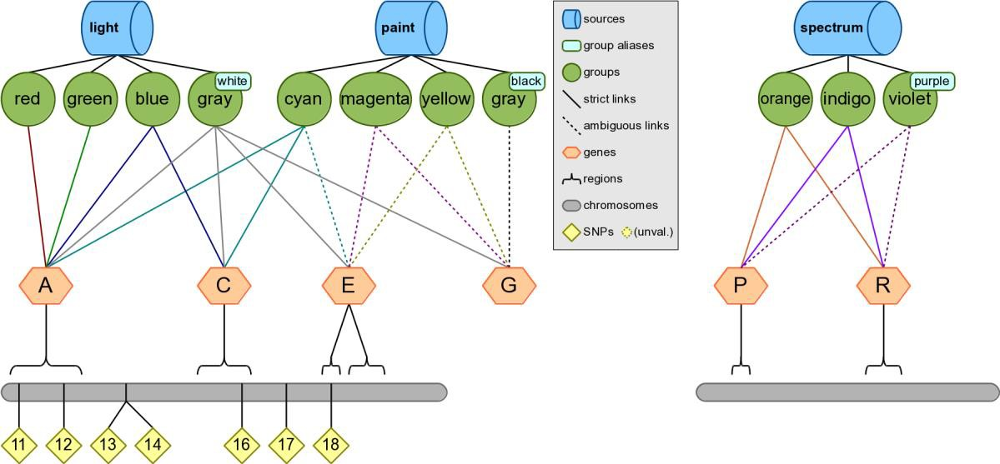 light
paint
spectrum
sources
group aliases
groups
strict links
ambiguous links
genes
regions
chromosomes
SNPs (unval.)
white
black
purple
red green blue gray cyan magenta yellow gray orange indigo violet
A C E G P R
11 12 13 14 16 17 18